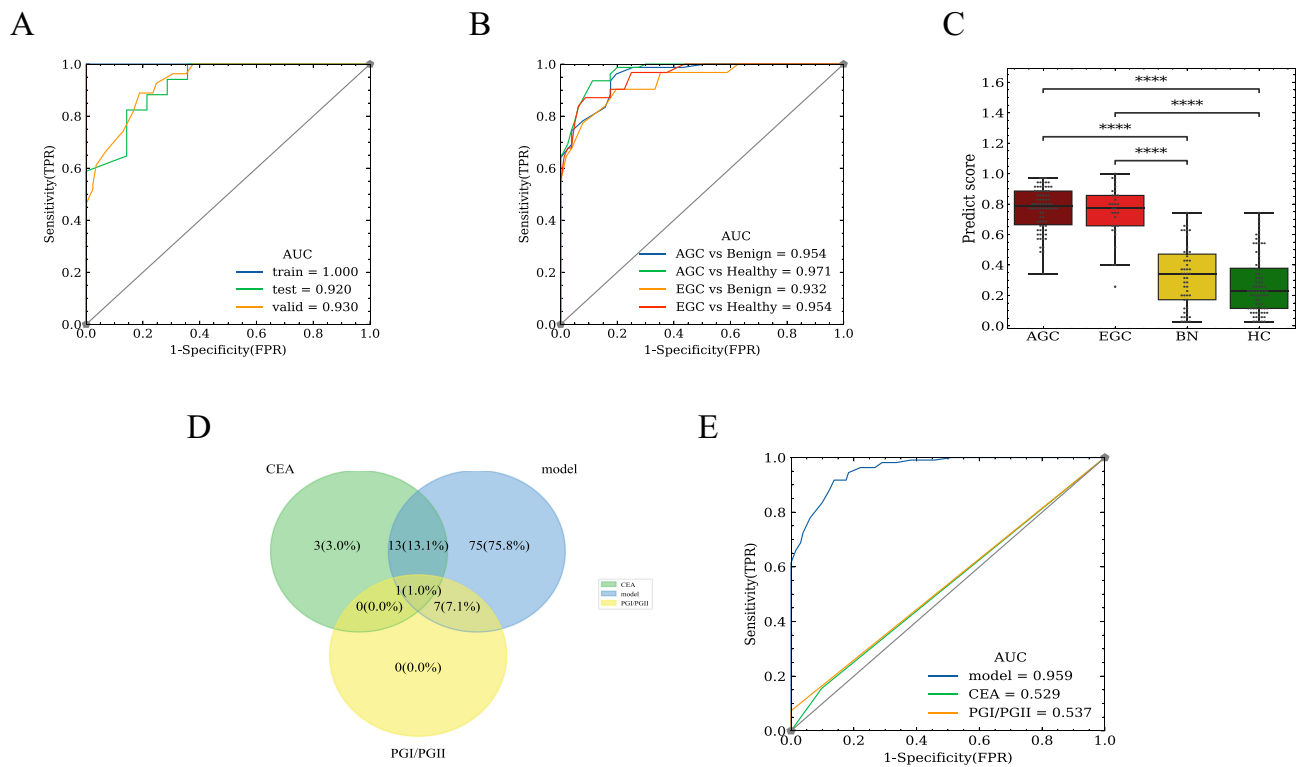 A
1.0
0.8
0.6
0.4
0.2
0.0
Sensitivity(TPR)
AUC
train = 1.000
test = 0.920
valid = 0.930
0.0 0.2 0.4 0.6 0.8 1.0
1-Specificity(FPR)
B
1.0
0.8
0.6
0.4
0.2
0.0
Sensitivity(TPR)
AUC
AGC vs Benign = 0.954
AGC vs Healthy = 0.971
EGC vs Benign = 0.932
EGC vs Healthy = 0.954
0.0 0.2 0.4 0.6 0.8 1.0
1-Specificity(FPR)
C
1.6
1.4
1.2
1.0
0.8
0.6
0.4
0.2
0.0
Predict score
****
****
****
****
AGC EGC BN HC
D
CEA
model
3(3.0%) 13(13.1%) 75(75.8%)
1(1.0%)
0(0.0%) 7(7.1%)
0(0.0%)
PGI/PGII
CEA
model
PGI/PGII
E
1.0
0.8
0.6
0.4
0.2
0.0
Sensitivity(TPR)
AUC
model = 0.959
CEA = 0.529
PGI/PGII = 0.537
0.0 0.2 0.4 0.6 0.8 1.0
1-Specificity(FPR)